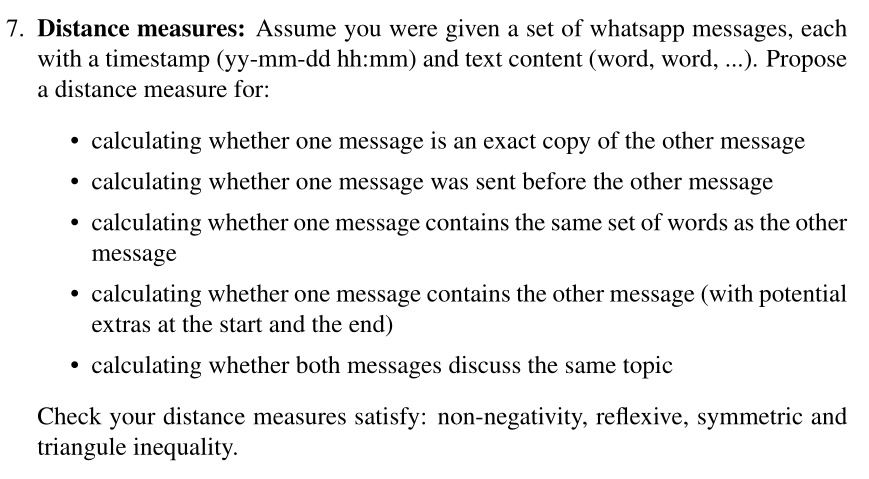 7. Distance measures: Assume you were given a set of whatsapp messages, each
with a timestamp (yy-mm-dd hh:mm) and text content (word, word, ...). Propose
a distance measure for:
• calculating whether one message is an exact copy of the other message
• calculating whether one message was sent before the other message
• calculating whether one message contains the same set of words as the other
message
• calculating whether one message contains the other message (with potential
extras at the start and the end)
• calculating whether both messages discuss the same topic
Check your distance measures satisfy: non-negativity, reflexive, symmetric and
triangule inequality.